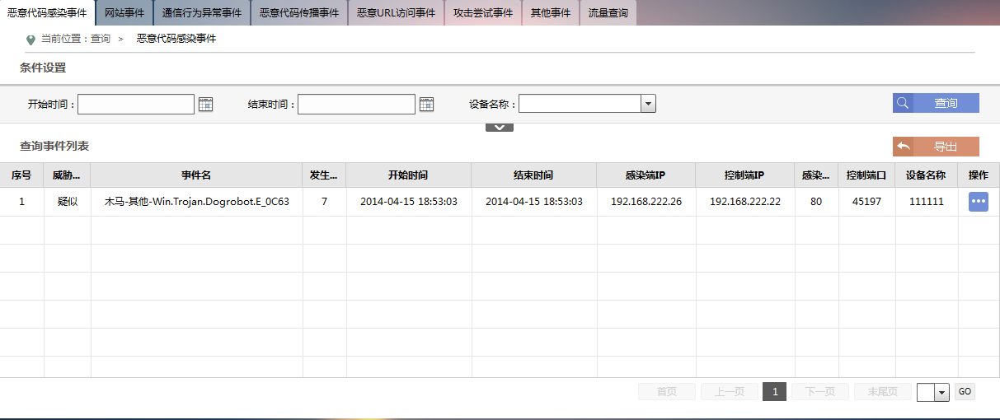 恶意代码感染事件 网站事件 通信行为异常事件 恶意代码传播事件 恶意URL访问事件 攻击尝试事件 其他事件 流量查询
当前位置：查询 > 恶意代码感染事件
条件设置
开始时间： 结束时间： 设备名称： 查询
查询事件列表 导出
序号 威胁... 事件名 发生... 开始时间 结束时间 感染端IP 控制端IP 感染... 控制端口 设备名称 操作
1 疑似 木马-其他-Win.Trojan.Dogrobot.E_0C63 7 2014-04-15 18:53:03 2014-04-15 18:53:03 192.168.222.26 192.168.222.22 80 45197 111111
首页 上一页 1 下一页 末尾页 GO